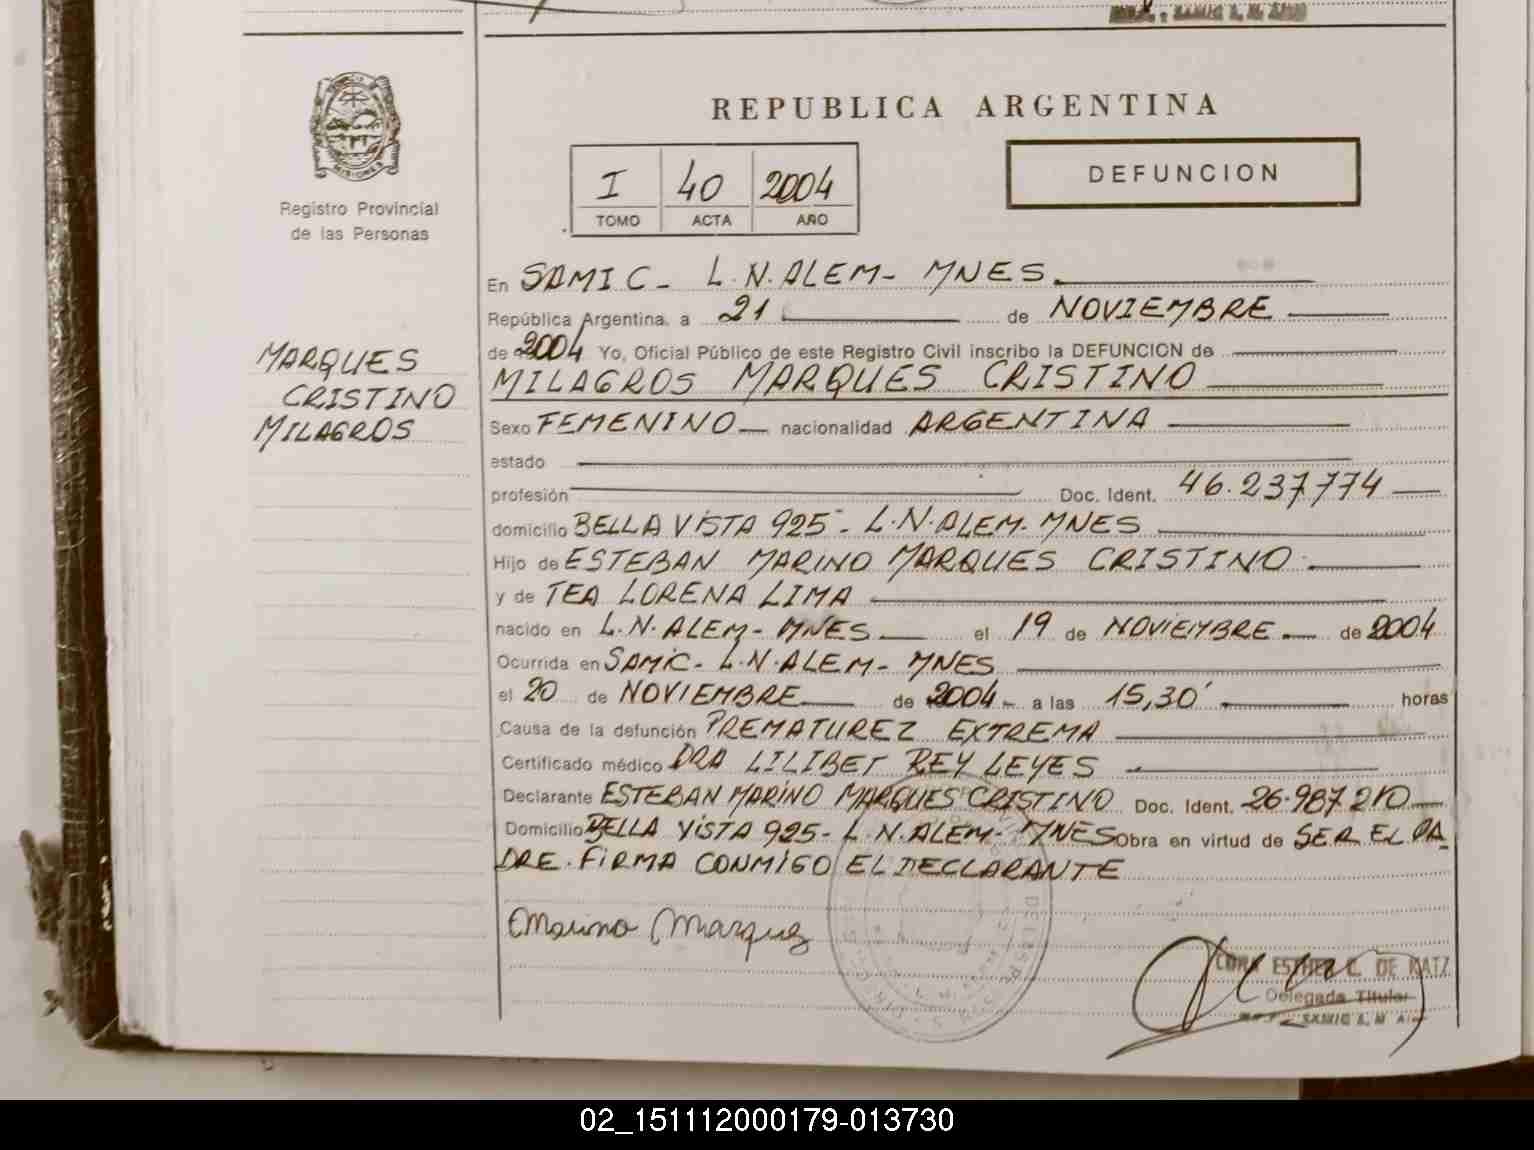 REPUBLICA ARGENTINA
MISIONES
Registro Provincial
de las Personas
I 40 2004
TOMO ACTA AÑO
DEFUNCION
MARQUES
CRISTINO
MILAGROS
En SAMIC - L.N.ALEM - MNES.
República Argentina, a 21 de NOVIEMBRE
de 2004 Yo, Oficial Público de este Registro Civil inscribo la DEFUNCION de
MILAGROS MARQUES CRISTINO
Sexo FEMENINO nacionalidad ARGENTINA
estado
profesión Doc. Ident. 46.237.774
domicilio BELLA VISTA 925 - L.N.ALEM - MNES
Hijo de ESTEBAN MARINO MARQUES CRISTINO
y de TEA LORENA LIMA
nacido en L.N.ALEM - MNES el 19 de NOVIEMBRE de 2004
Ocurrida en SAMIC - L.N.ALEM - MNES
el 20 de NOVIEMBRE de 2004 a las 15,30 horas
Causa de la defunción PREMATUREZ EXTREMA
Certificado médico DRA LILIBET REY LEYES
Declarante ESTEBAN MARINO MARQUES CRISTINO Doc. Ident. 26.987.210
Domicilio BELLA VISTA 925 - L.N.ALEM - MNES Obra en virtud de SER EL PA
DRE. FIRMA CONMIGO EL DECLARANTE
Marino Marquez
ESTHER C. DE KATZ
Delegada Titular
02_151112000179-013730